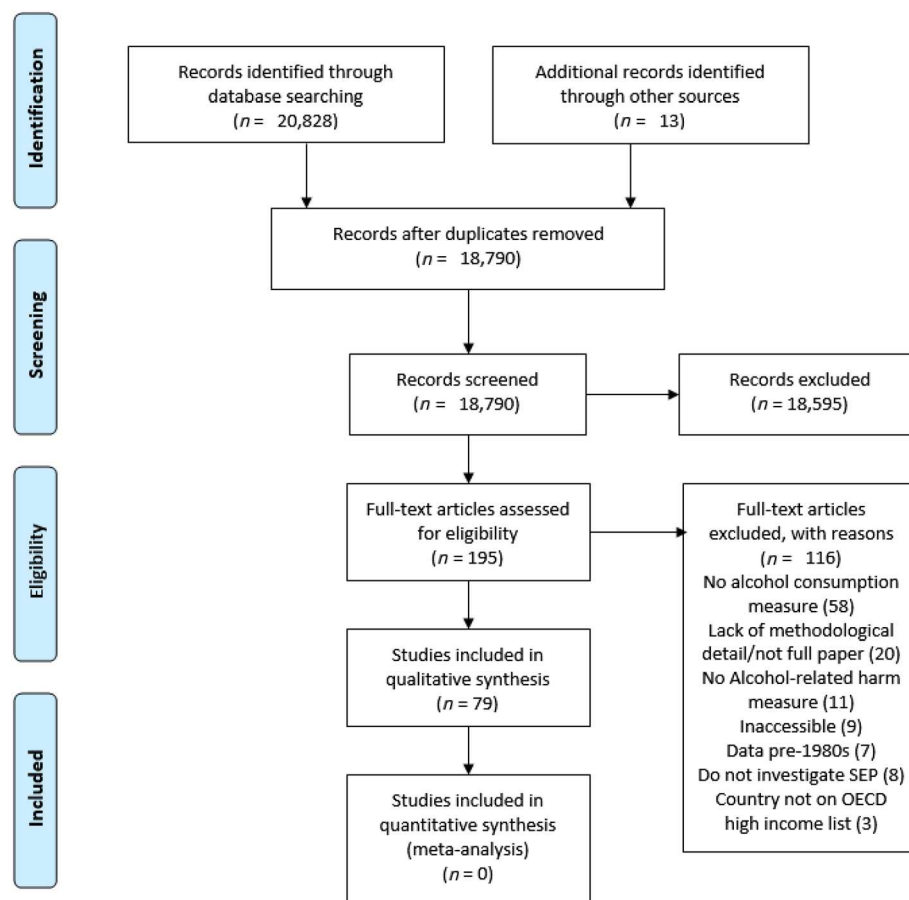 Identification
Records identified through
database searching
(n = 20,828)
Additional records identified
through other sources
(n = 13)
Records after duplicates removed
(n = 18,790)
Screening
Records screened
(n = 18,790)
Records excluded
(n = 18,595)
Eligibility
Full-text articles assessed
for eligibility
(n = 195)
Full-text articles
excluded, with reasons
(n = 116)
No alcohol consumption
measure (58)
Lack of methodological
detail/not full paper (20)
No Alcohol-related harm
measure (11)
Inaccessible (9)
Data pre-1980s (7)
Do not investigate SEP (8)
Country not on OECD
high income list (3)
Studies included in
qualitative synthesis
(n = 79)
Included
Studies included in
quantitative synthesis
(meta-analysis)
(n = 0)